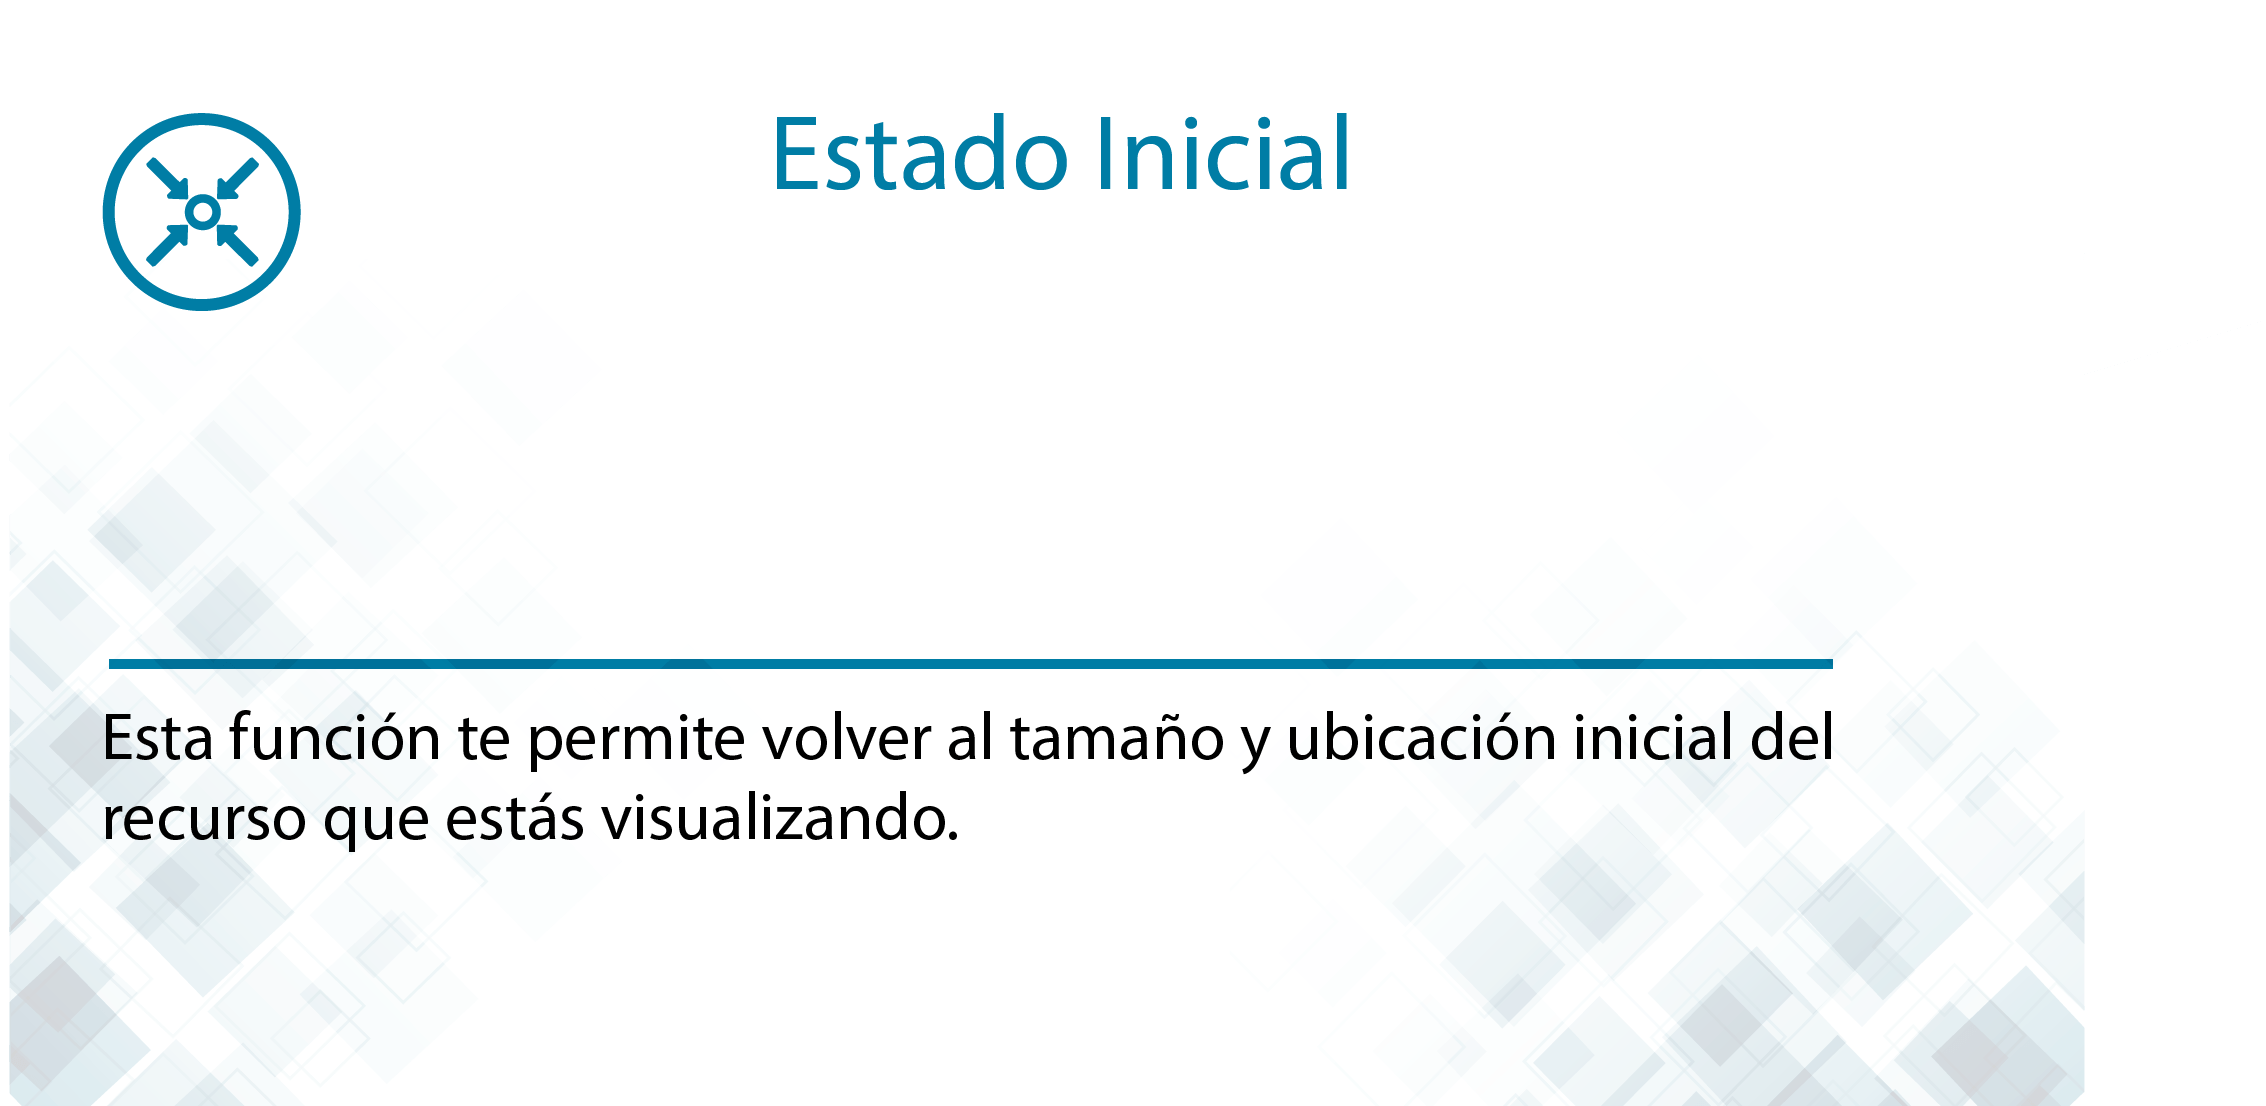 Estado Inicial
Esta función te permite volver al tamaño y ubicación inicial del
recurso que estás visualizando.